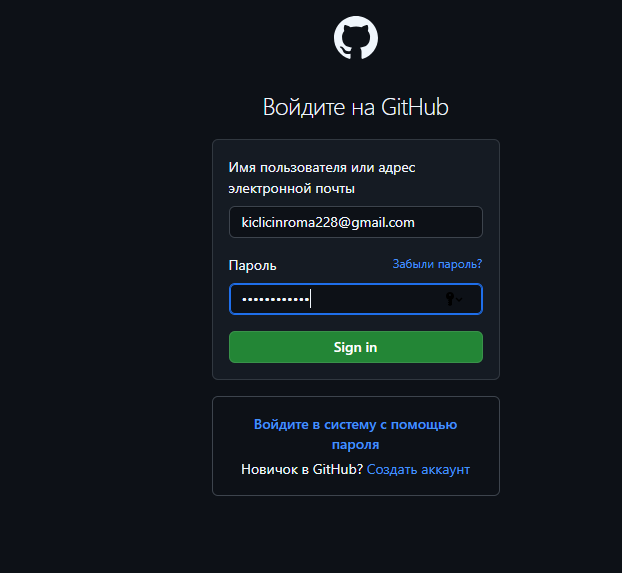 Войдите на GitHub
Имя пользователя или адрес
электронной почты
kiclicinroma228@gmail.com
Пароль
Забыли пароль?
••••••••••••
Sign in
Войдите в систему с помощью
пароля
Новичок в GitHub? Создать аккаунт